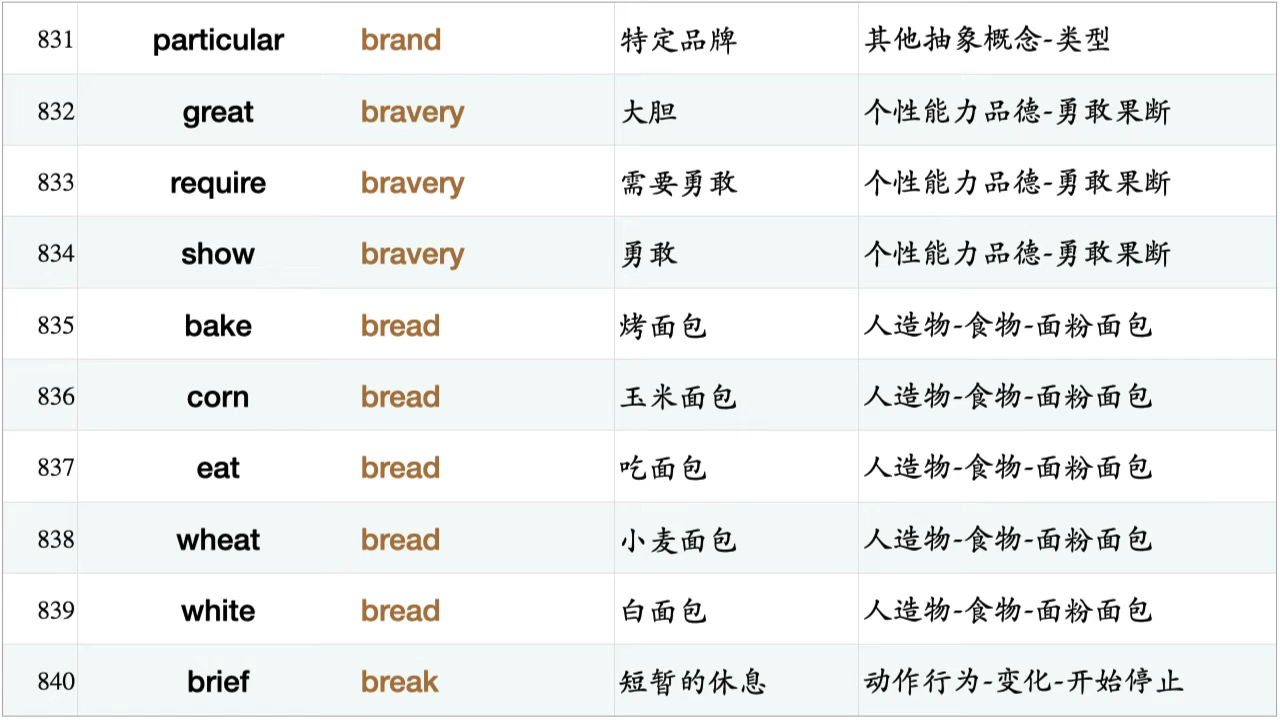 831 particular brand 特定品牌 其他抽象概念-类型
832 great bravery 大胆 个性能力品德-勇敢果断
833 require bravery 需要勇敢 个性能力品德-勇敢果断
834 show bravery 勇敢 个性能力品德-勇敢果断
835 bake bread 烤面包 人造物-食物-面粉面包
836 corn bread 玉米面包 人造物-食物-面粉面包
837 eat bread 吃面包 人造物-食物-面粉面包
838 wheat bread 小麦面包 人造物-食物-面粉面包
839 white bread 白面包 人造物-食物-面粉面包
840 brief break 短暂的休息 动作行为-变化-开始停止